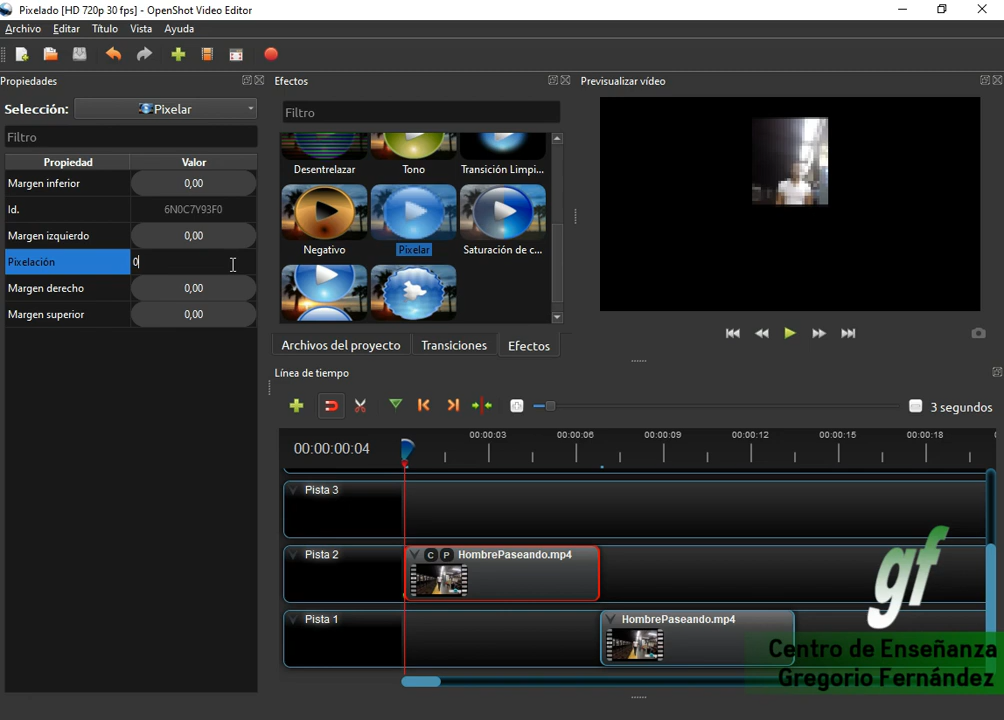 Pixelado [HD 720p 30 fps] - OpenShot Video Editor
Archivo Editar Título Vista Ayuda
Propiedades
Selección: Pixelar
Filtro
Propiedad Valor
Margen inferior 0,00
Id. 6N0C7Y93F0
Margen izquierdo 0,00
Pixelación 0
Margen derecho 0,00
Margen superior 0,00
Efectos
Filtro
Desentrelazar Tono Transición Limpi...
Negativo Pixelar Saturación de c...
Archivos del proyecto Transiciones Efectos
Previsualizar vídeo
Línea de tiempo
3 segundos
00:00:00:04 00:00:03 00:00:06 00:00:09 00:00:12 00:00:15 00:00:18
Pista 3
Pista 2 C P HombrePaseando.mp4
Pista 1 HombrePaseando.mp4
gf
Centro de Enseñanza
Gregorio Fernández